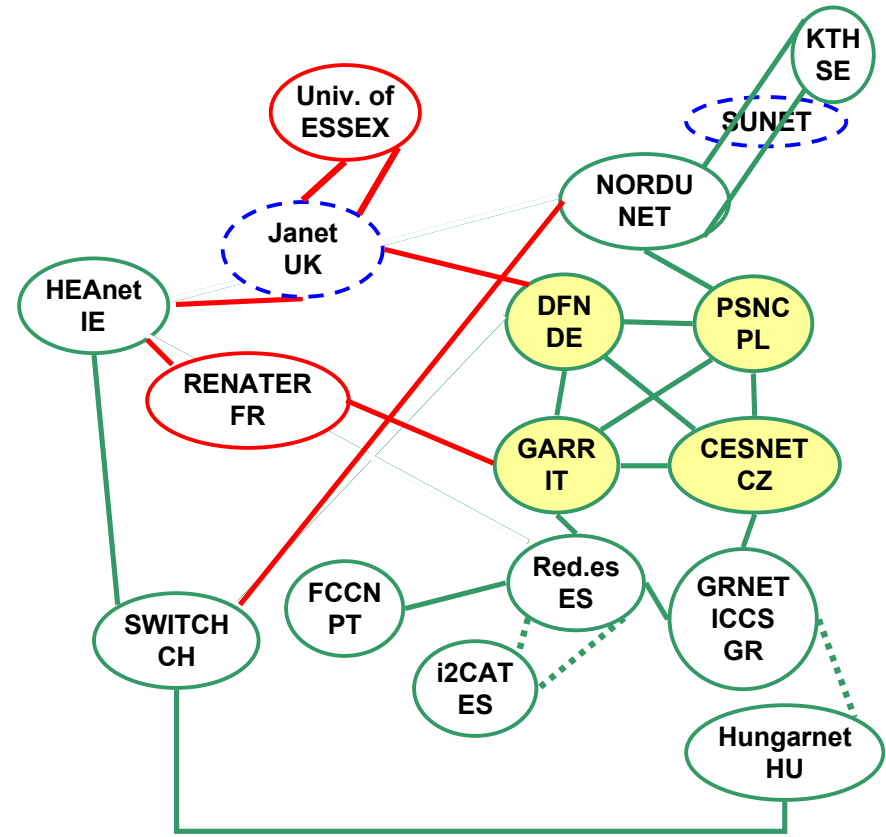 KTH
SE
Univ. of
ESSEX
SUNET
NORDU
NET
Janet
UK
HEAnet
IE
DFN
DE
PSNC
PL
RENATER
FR
GARR
IT
CESNET
CZ
Red.es
ES
FCCN
PT
GRNET
ICCS
GR
SWITCH
CH
i2CAT
ES
Hungarnet
HU